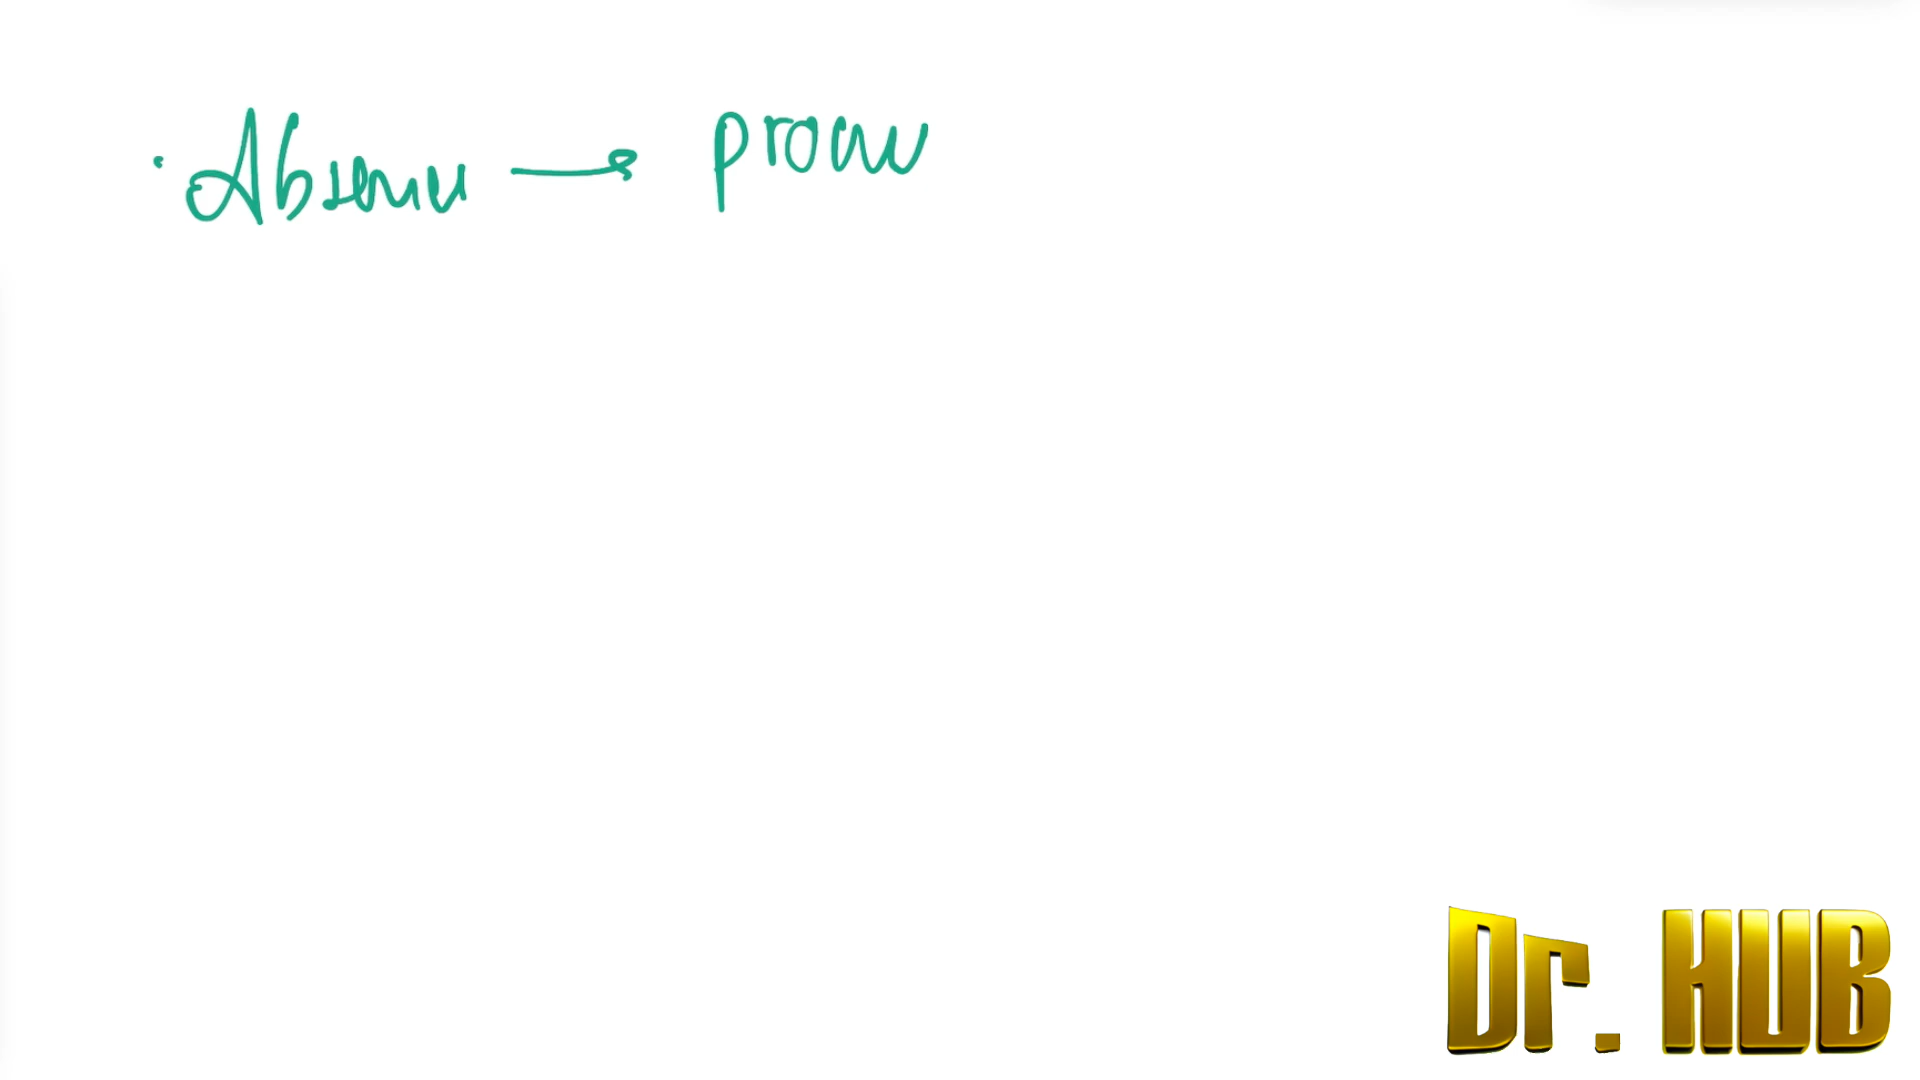 · Absence →
Dr. HUB